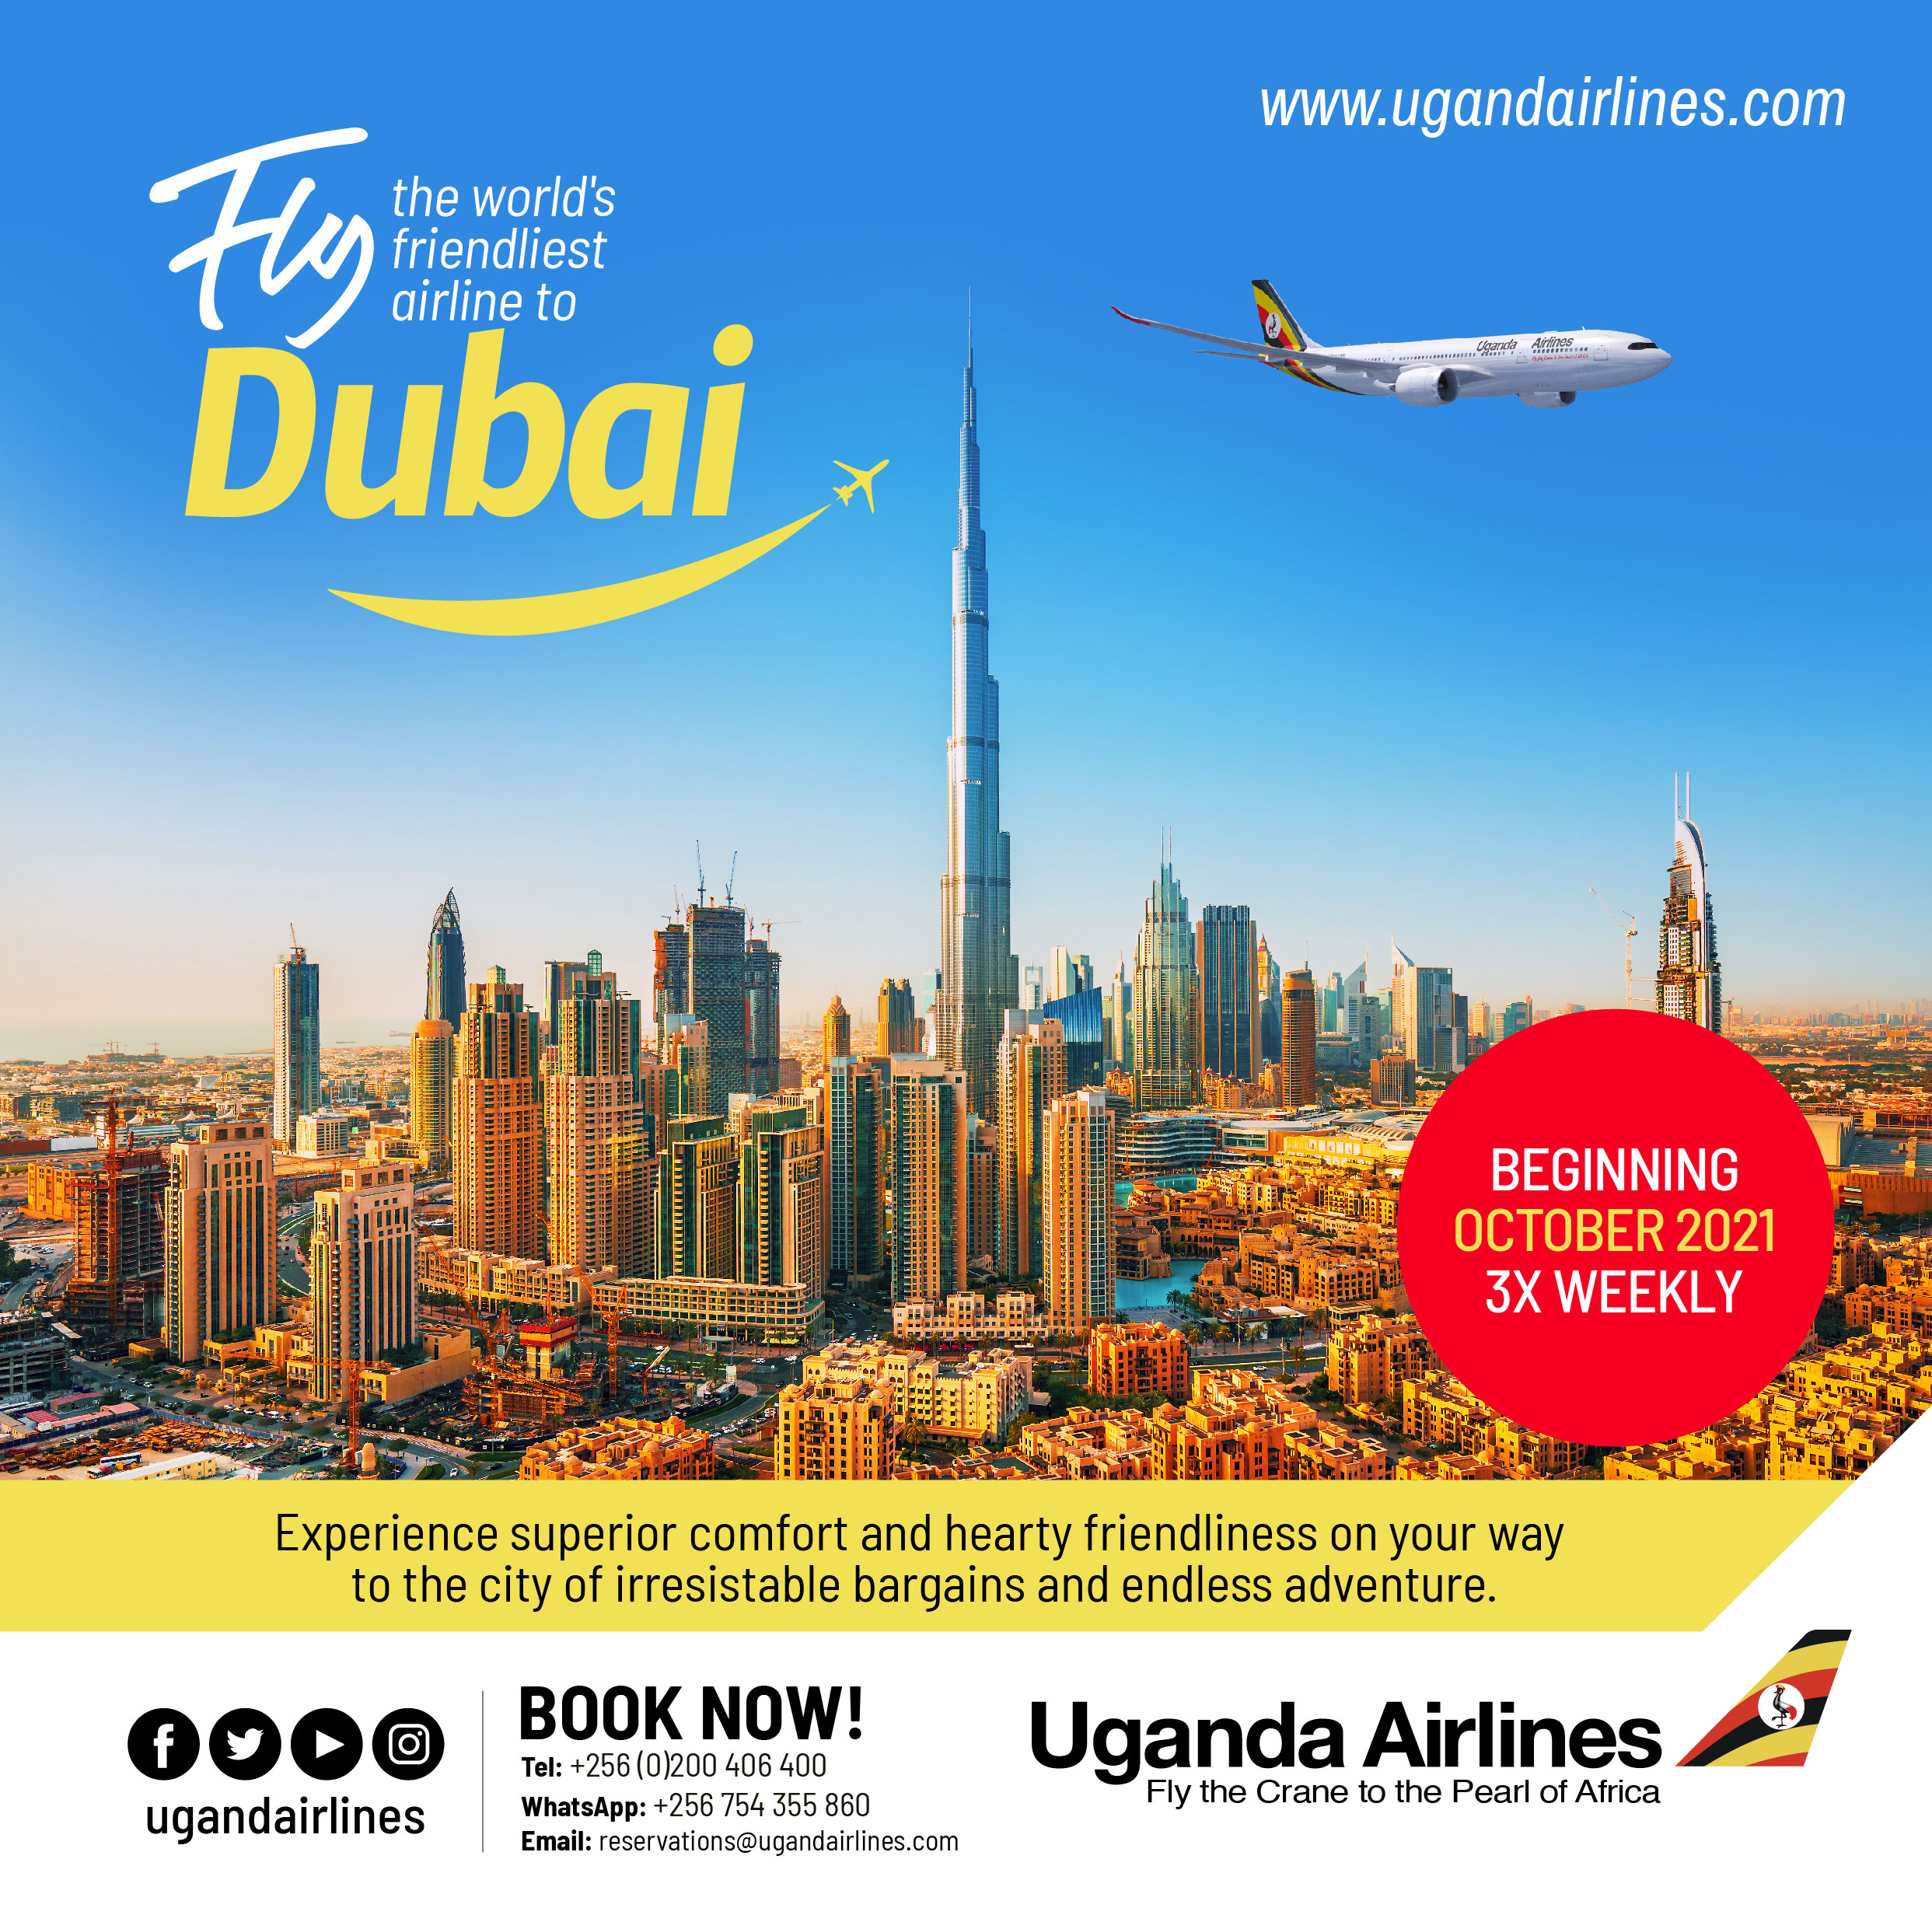 www.ugandairlines.com
Fly the world's
friendliest
airline to
Dubai
Uganda Airlines
BEGINNING
OCTOBER 2021
3X WEEKLY
Experience superior comfort and hearty friendliness on your way
to the city of irresistable bargains and endless adventure.
ugandairlines
BOOK NOW!
Tel: +256 (0)200 406 400
WhatsApp: +256 754 355 860
Email: reservations@ugandairlines.com
Uganda Airlines
Fly the Crane to the Pearl of Africa